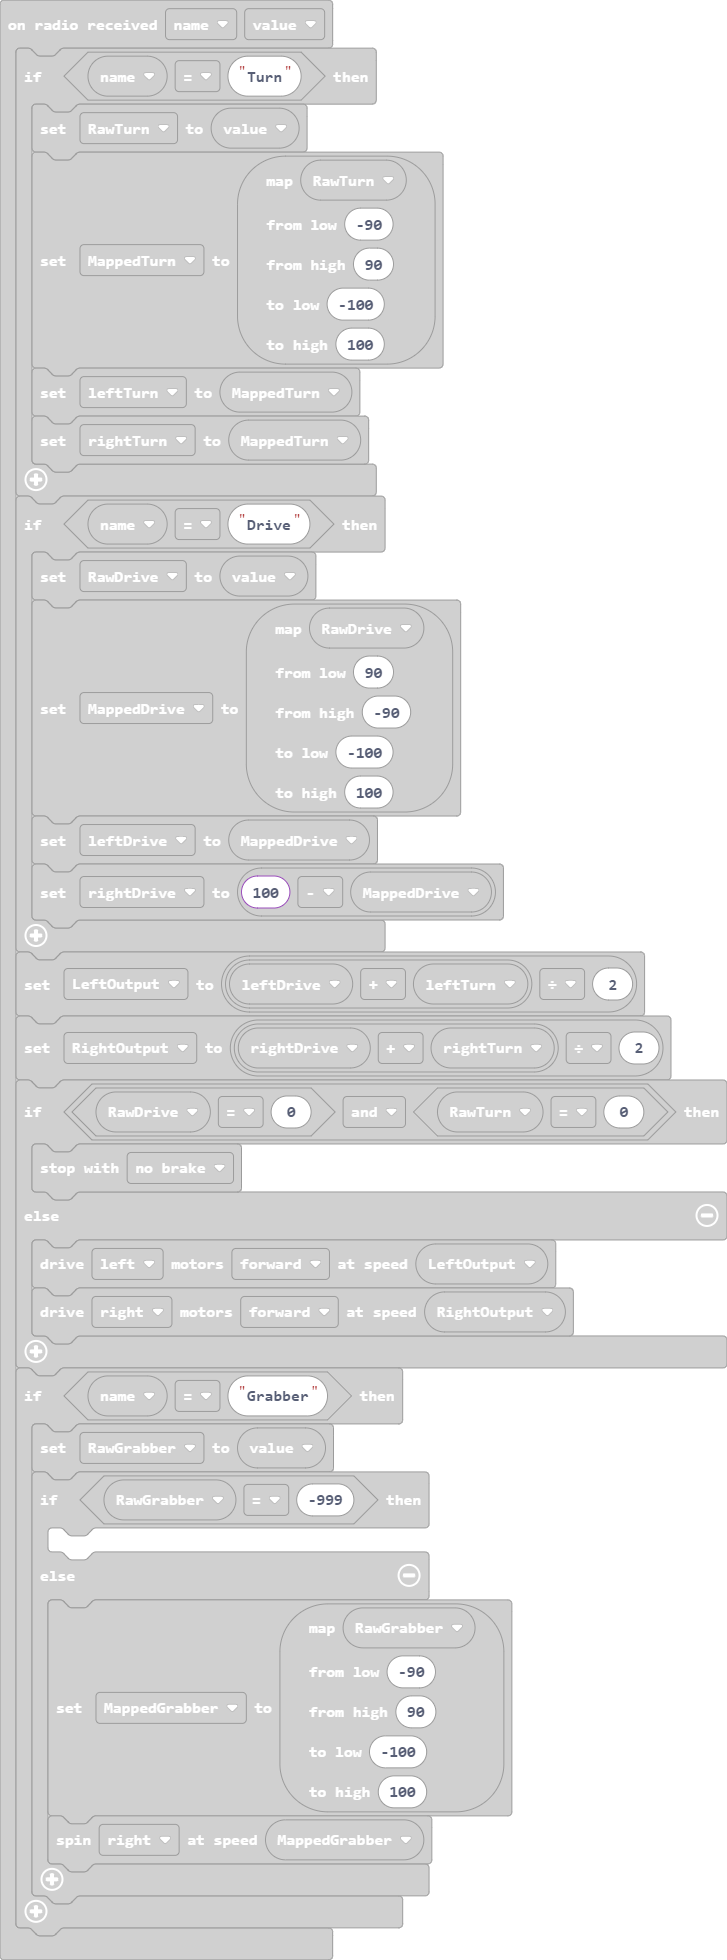 on radio received name value
if name = "Turn" then
set RawTurn to value
map RawTurn
from low -90
from high 90
set MappedTurn to
to low -100
to high 100
set leftTurn to MappedTurn
set rightTurn to MappedTurn
if name = "Drive" then
set RawDrive to value
map RawDrive
from low 90
from high -90
set MappedDrive to
to low -100
to high 100
set leftDrive to MappedDrive
set rightDrive to 100 - MappedDrive
set LeftOutput to leftDrive + leftTurn ÷ 2
set RightOutput to rightDrive + rightTurn ÷ 2
if RawDrive = 0 and RawTurn = 0 then
stop with no brake
else
drive left motors forward at speed LeftOutput
drive right motors forward at speed RightOutput
if name = "Grabber" then
set RawGrabber to value
if RawGrabber = -999 then
else
map RawGrabber
from low -90
from high 90
set MappedGrabber to
to low -100
to high 100
spin right at speed MappedGrabber